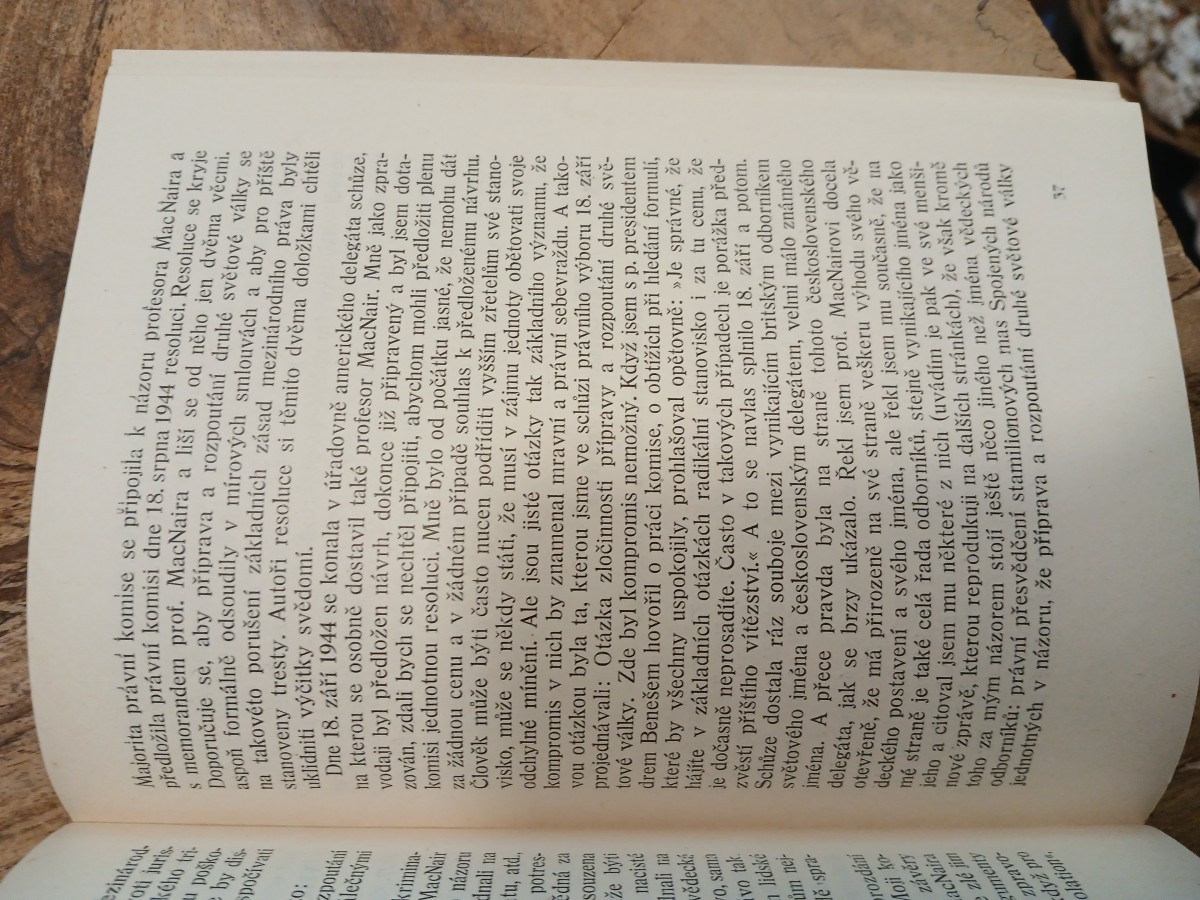 Majorita právní komise se připojila k názoru profesora Mac Nára a
předložila právní komisi dne 18. srpna 1944 resoluci. Resoluce se kryje
s memorandem prof. MacNaira a liší se od něho jen dvěma věcmi.
Doporučuje se, aby příprava a rozpoutání druhé světové války se
aspoň formálně odsoudily v mírových smlouvách a aby pro příště
na takovéto porušení základních zásad mezinárodního práva byly
stanoveny tresty. Autoři resoluce si těmito dvěma doložkami chtěli
uklidniti výčitky svědomí.
Dne 18. září 1944 se konala v úřadovně amerického delegáta schůze,
na kterou se osobně dostavil také profesor MacNair. Mně jako zpra-
vodaji byl předložen návrh, dokonce již připravený a byl jsem dota-
zován, zdali bych se nechtěl připojiti, abychom mohli předložiti plenu
komisi jednotnou resoluci. Mně bylo od počátku jasné, že nemohu dát
za žádnou cenu a v žádném případě souhlas k předloženému návrhu.
Člověk může býti často nucen podříditi vyšším zřetelům své stano-
visko, může se někdy státi, že musí v zájmu jednoty obětovati svoje
odchylné mínění. Ale jsou jisté otázky tak základního významu, že
kompromis v nich by znamenal mravní a právní sebevraždu. A tako-
vou otázkou byla ta, kterou jsme ve schůzi právního výboru 18. září
projednávali: Otázka zločinnosti přípravy a rozpoutání druhé svě-
tové války. Zde byl kompromis nemožný. Když jsem s p. presidentem
drem Benešem hovořil o práci komise, o obtížích při hledání formulí,
které by všechny uspokojily, prohlašoval opětovně: »Je správné, že
hájíte v základních otázkách radikální stanovisko i za tu cenu, že
je dočasně neprosadíte. Často v takových případech je porážka před-
zvěstí příštího vítězství.« A to se navlas splnilo 18. září a potom.
Schůze dostala ráz souboje mezi vynikajícím britským odborníkem
světového jména a československým delegátem, velmi málo známého
jména. A přece pravda byla na straně tohoto československého
delegáta, jak se brzy ukázalo. Řekl jsem prof. MacNairovi docela
otevřeně, že má přirozeně na své straně veškeru výhodu svého vě-
deckého postavení a svého jména, ale řekl jsem mu současně, že na
mé straně je také celá řada odborníků, stejně vynikajícího jména jako
jeho a citoval jsem mu některé z nich (uvádím je pak ve své menši-
nové zprávě, kterou reprodukuji na dalších stránkách), že však kromě
toho za mým názorem stojí ještě něco jiného než jména vědeckých
odborníků: právní přesvědčení stamilionových mas Spojených národů
jednotných v názoru, že příprava a rozpoutání druhé světové války
37